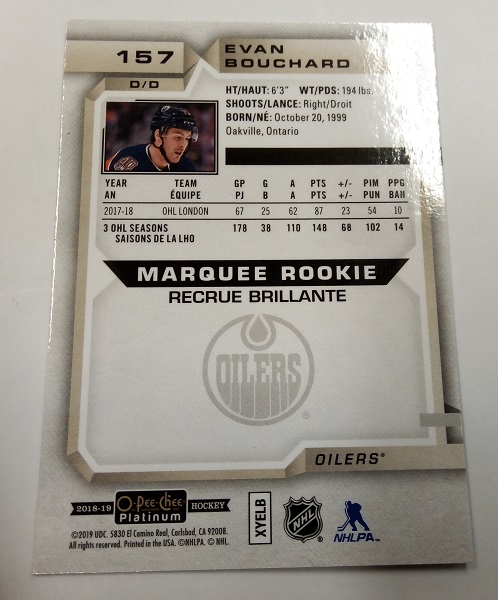 157
EVAN
BOUCHARD
D/D
HT/HAUT: 6'3" WT/PDS: 194 lbs.
SHOOTS/LANCE: Right/Droit
BORN/NÉ: October 20, 1999
Oakville, Ontario
YEAR TEAM GP G A PTS +/- PIM PPG
AN ÉQUIPE PJ B A PTS +/- PUN BAN
2017-18 OHL LONDON 67 25 62 87 23 54 10
3 OHL SEASONS 178 38 110 148 68 102 14
SAISONS DE LA LHO
MARQUEE ROOKIE
RECRUE BRILLANTE
OILERS
OILERS®
2018-19 O-Pee-Chee Platinum HOCKEY
©2019 UDC. 5830 El Camino Real, Carlsbad, CA 92008.
All rights reserved. Printed in the USA. ©NHLPA. © NHL.
XYELB
NHL
NHLPA